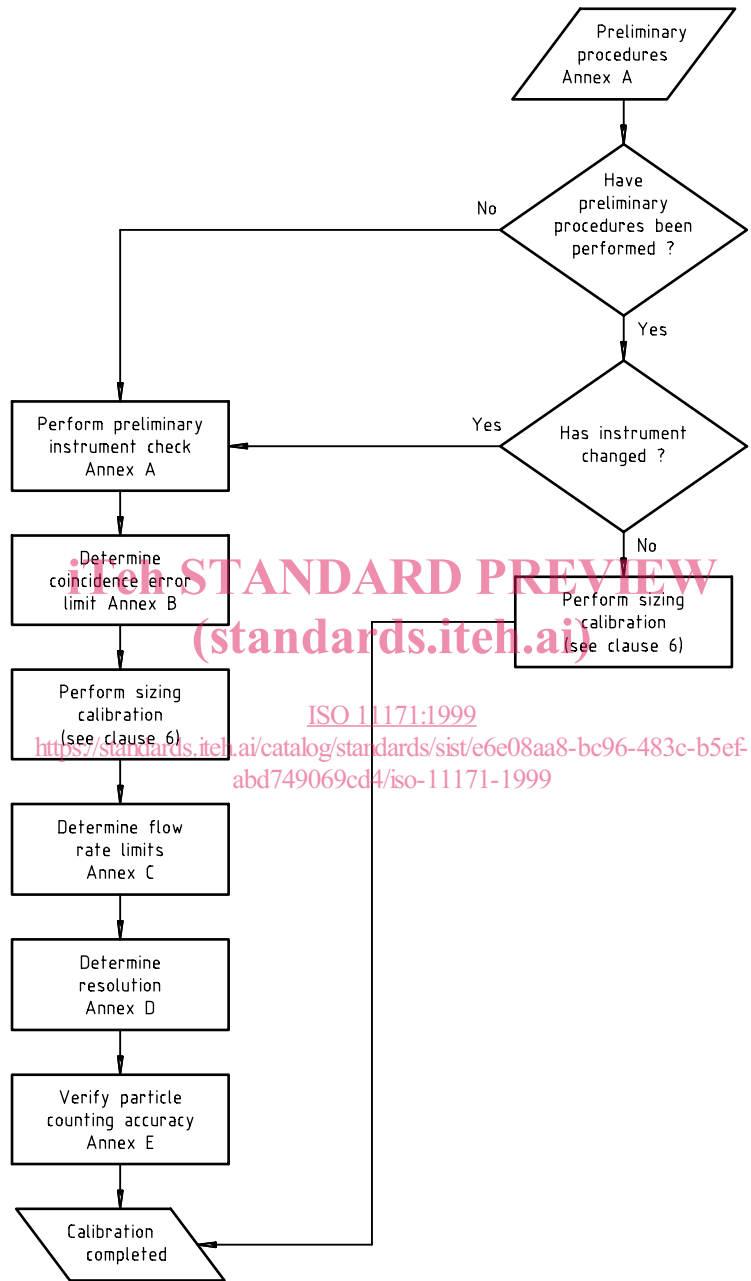 Preliminary
procedures
Annex A
Have
preliminary
procedures been
performed ?
No
Yes
Has instrument
changed ?
Yes
No
Perform sizing
calibration
(see clause 6)
Perform preliminary
instrument check
Annex A
Determine
coincidence error
limit Annex B
Perform sizing
calibration
(see clause 6)
Determine flow
rate limits
Annex C
Determine
resolution
Annex D
Verify particle
counting accuracy
Annex E
Calibration
completed
iTeh STANDARD PREVIEW
(standards.iteh.ai)
ISO 11171:1999
https://standards.iteh.ai/catalog/standards/sist/e6e08aa8-bc96-483c-b5ef-
abd749069cd4/iso-11171-1999